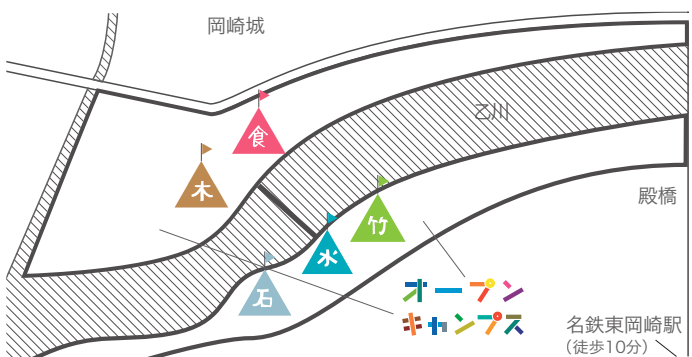 岡崎城
乙川
食
木
竹
殿橋
水
石
オープン
キャンプス
名鉄東岡崎駅
(徒歩10分)